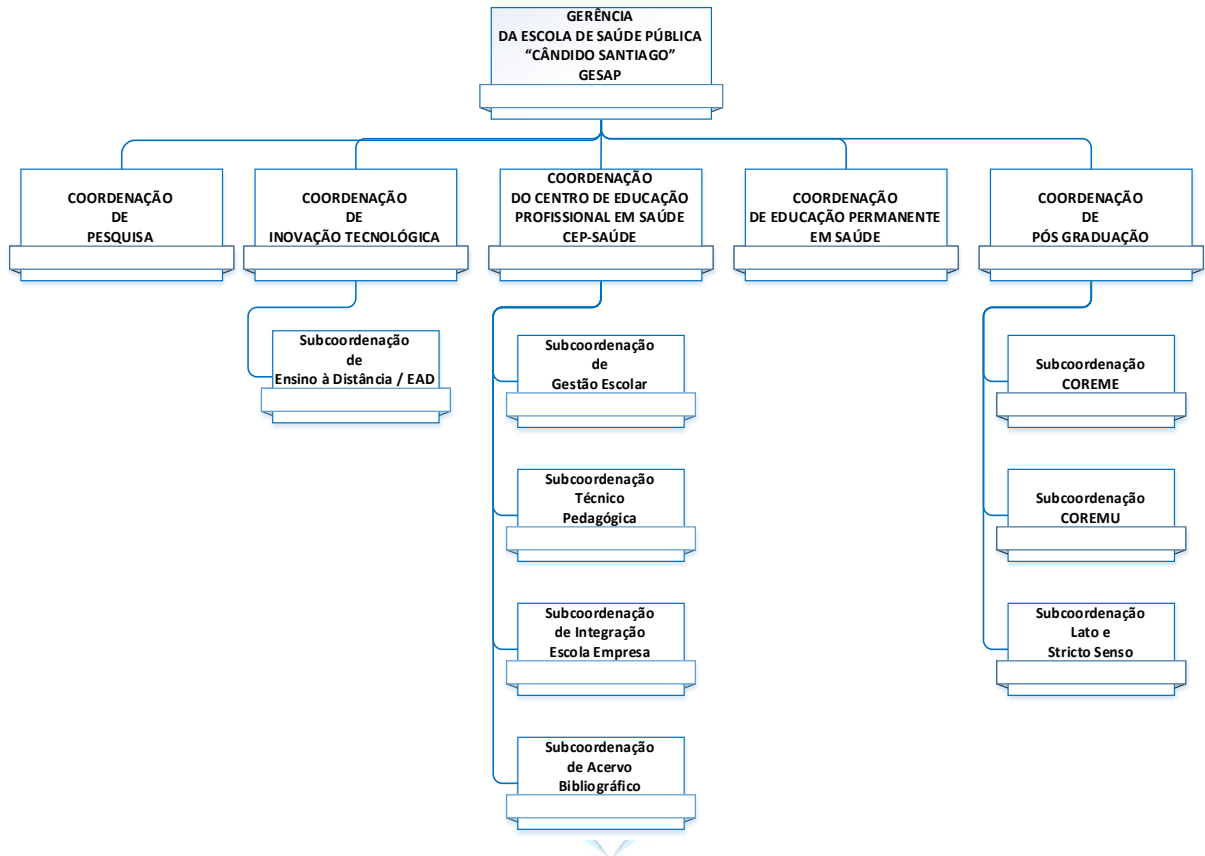 GERÊNCIA
DA ESCOLA DE SAÚDE PÚBLICA
“CÂNDIDO SANTIAGO”
GESAP
COORDENAÇÃO
DE
PESQUISA
COORDENAÇÃO
DE
INOVAÇÃO TECNOLÓGICA
COORDENAÇÃO
DO CENTRO DE EDUCAÇÃO
PROFISSIONAL EM SAÚDE
CEP-SAÚDE
COORDENAÇÃO
DE EDUCAÇÃO PERMANENTE
EM SAÚDE
COORDENAÇÃO
DE
PÓS GRADUAÇÃO
Subcoordenação
de
Ensino à Distância / EAD
Subcoordenação
de
Gestão Escolar
Subcoordenação
Técnico
Pedagógica
Subcoordenação
de Integração
Escola Empresa
Subcoordenação
de Acervo
Bibliográfico
Subcoordenação
COREME
Subcoordenação
COREMU
Subcoordenação
Lato e
Stricto Senso